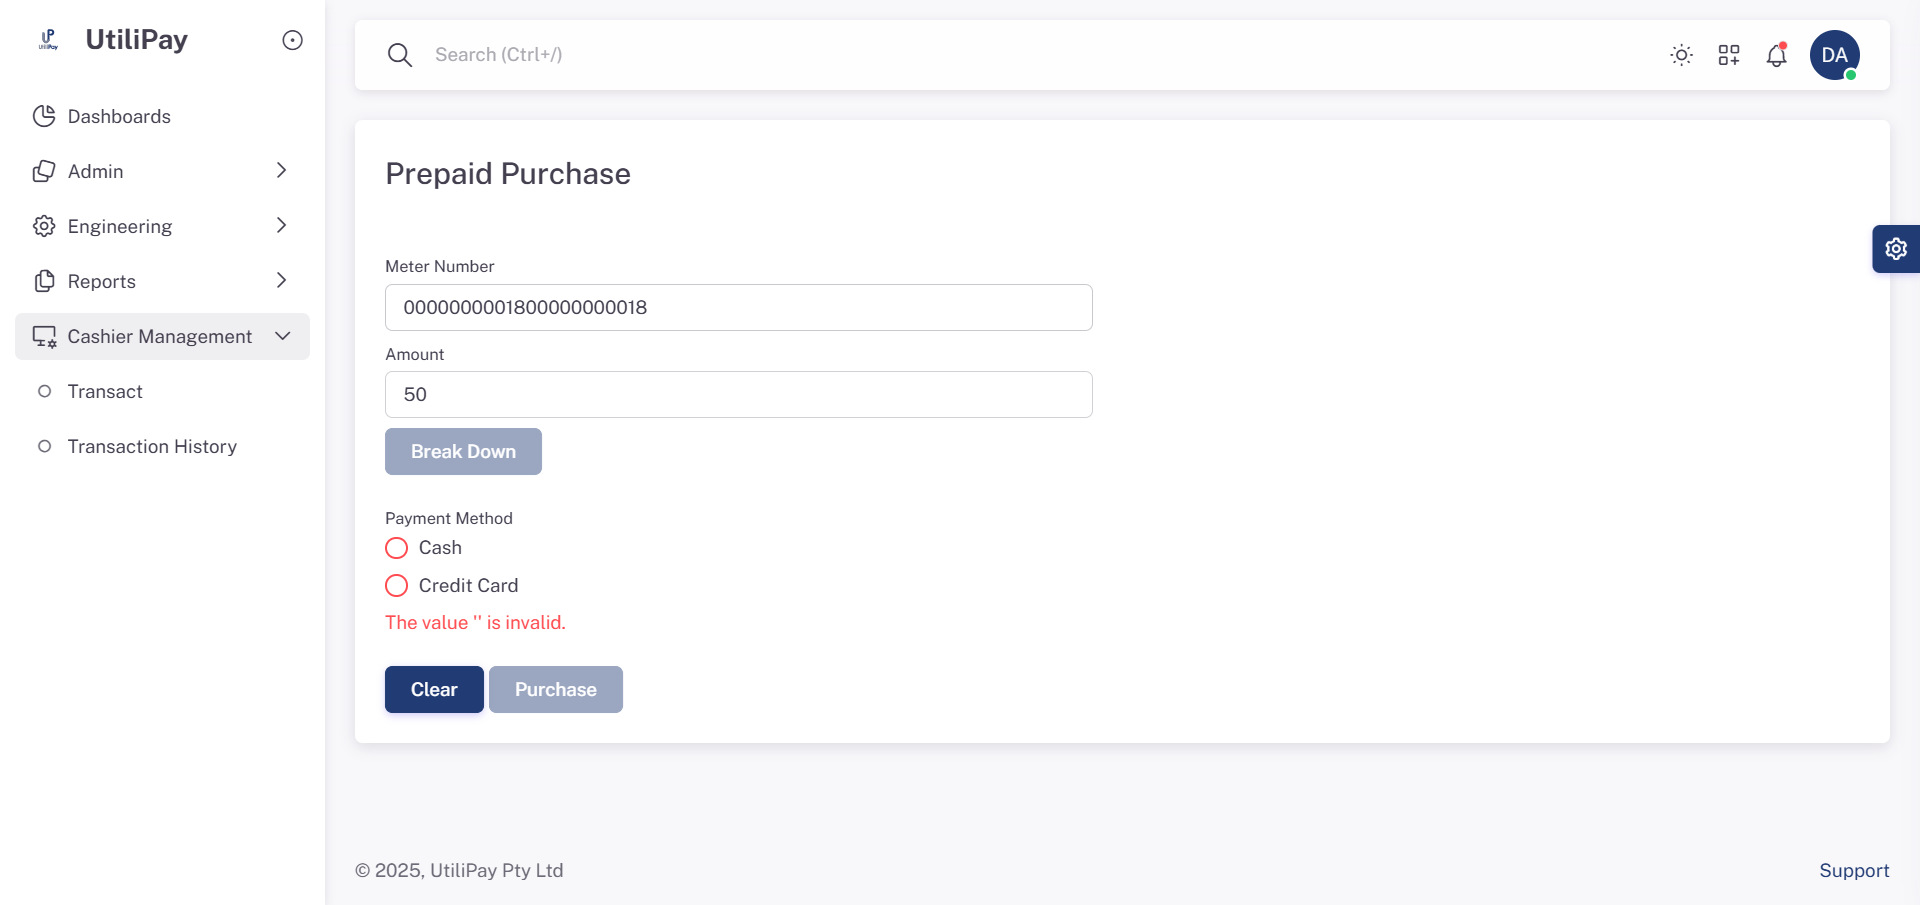 UP
UtiliPay
UtiliPay
Dashboards
Admin
Engineering
Reports
Cashier Management
Transact
Transaction History
Search (Ctrl+/)
DA
Prepaid Purchase
Meter Number
0000000001800000000018
Amount
50
Break Down
Payment Method
Cash
Credit Card
The value '' is invalid.
Clear
Purchase
© 2025, UtiliPay Pty Ltd
Support